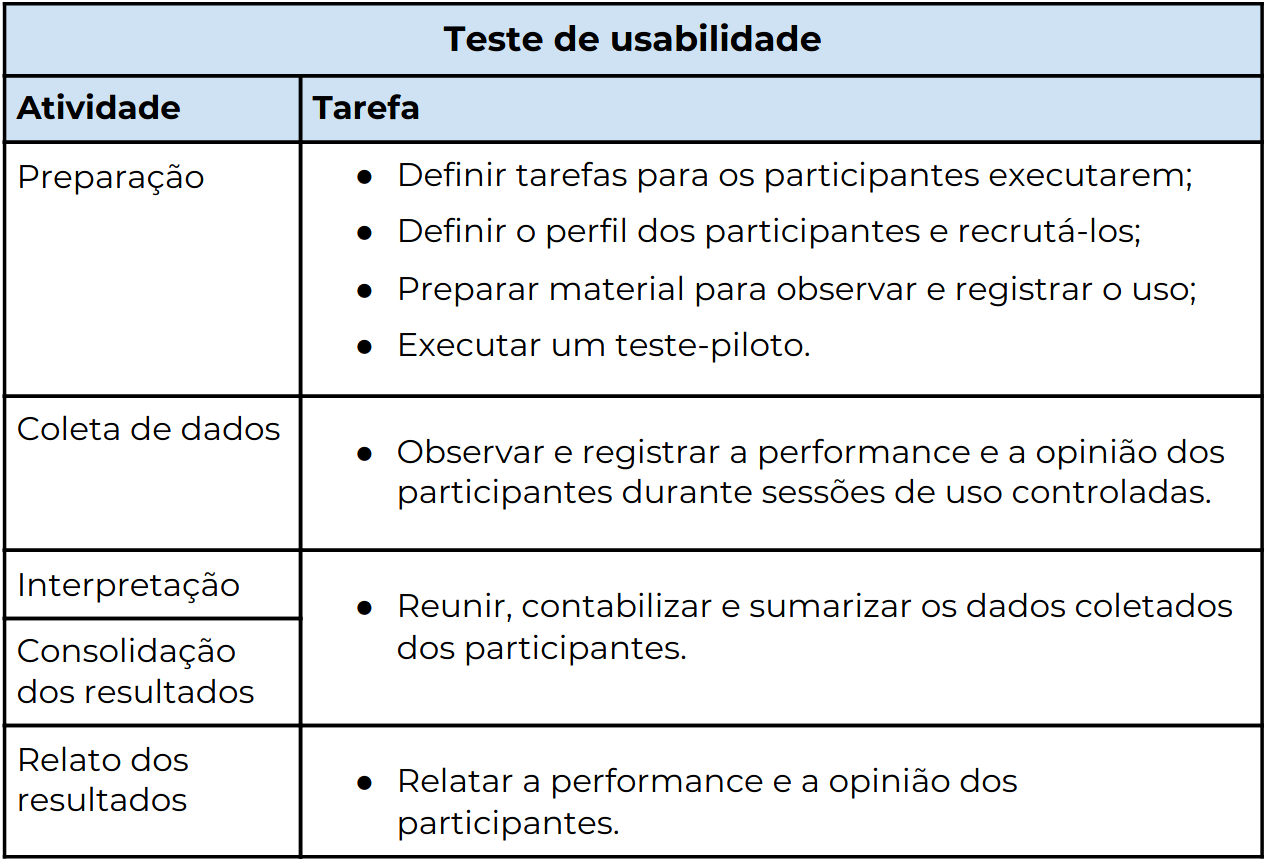 Teste de usabilidade
Atividade
Tarefa
Preparação
● Definir tarefas para os participantes executarem;
● Definir o perfil dos participantes e recrutá-los;
● Preparar material para observar e registrar o uso;
● Executar um teste-piloto.
Coleta de dados
● Observar e registrar a performance e a opinião dos
participantes durante sessões de uso controladas.
Interpretação
Consolidação
dos resultados
● Reunir, contabilizar e sumarizar os dados coletados
dos participantes.
Relato dos
resultados
● Relatar a performance e a opinião dos
participantes.